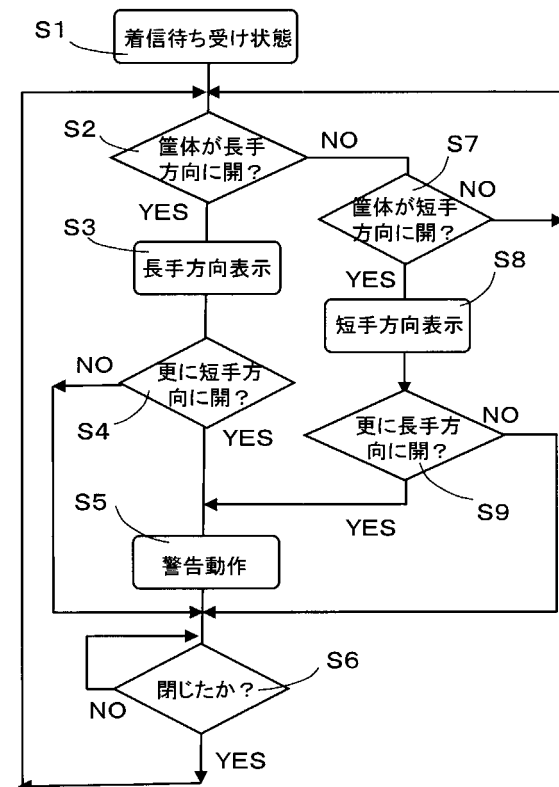 S1
着信待ち受け状態
S2
筐体が長手
方向に開？
NO
S7
YES
筐体が短手
方向に開？
NO
S3
長手方向表示
YES
S8
短手方向表示
NO
更に短手方
向に開？
S4
YES
更に長手方
向に開？
NO
S9
YES
S5
警告動作
S6
閉じたか？
NO
YES